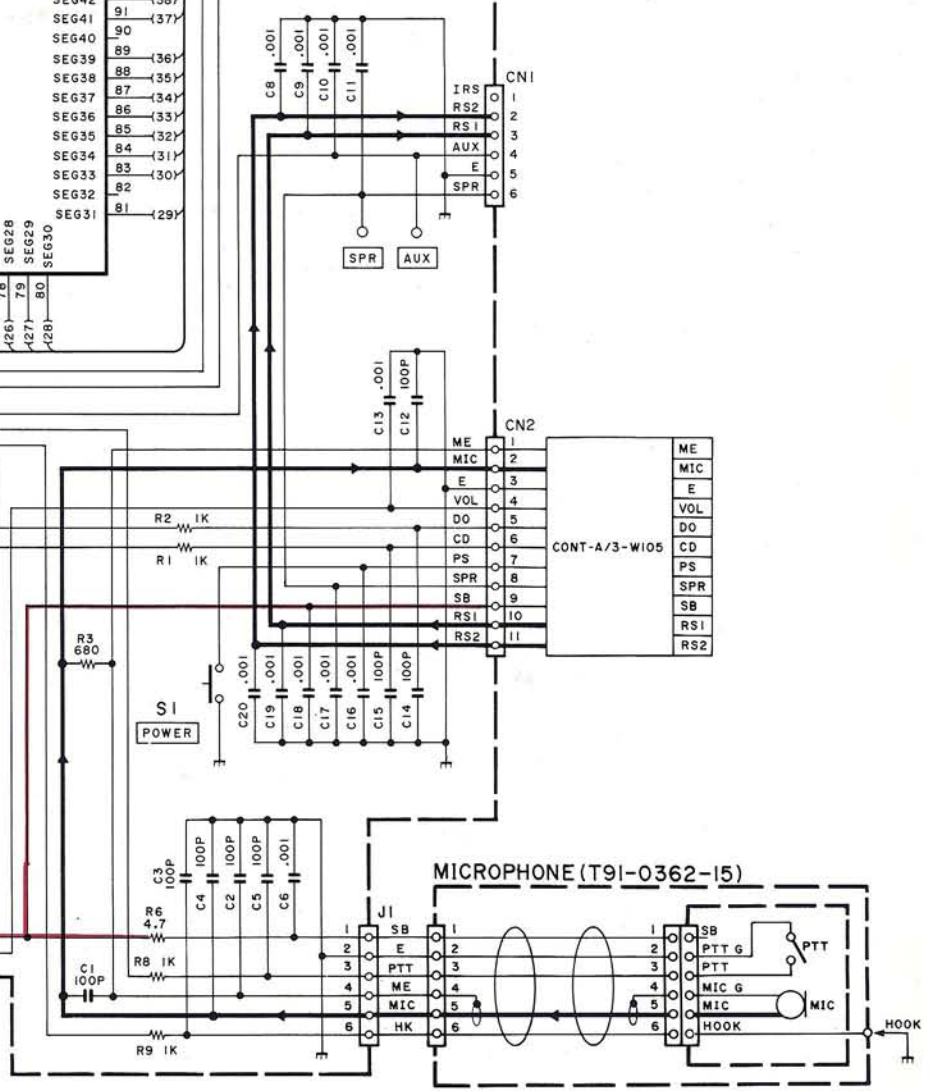 SEG42 (38)
SEG41 91 (37)
SEG40 90
SEG39 89 (36)
SEG38 88 (35)
SEG37 87 (34)
SEG36 86 (33)
SEG35 85 (32)
SEG34 84 (31)
SEG33 83 (30)
SEG32 82
SEG31 81 (29)
SEG28
SEG29
SEG30
78
79
80
(26)
(27)
(28)
.001
.001
.001
.001
C8
C9
C10
C11
CN1
IRS 1
RS2 2
RS1 3
AUX 4
E 5
SPR 6
SPR
AUX
.001
100P
C13
C12
CN2
ME 1
MIC 2
E 3
VOL 4
DO 5
CD 6
PS 7
SPR 8
SB 9
RS1 10
RS2 11
CONT-A/3-W105
ME
MIC
E
VOL
DO
CD
PS
SPR
SB
RS1
RS2
R2 1K
R1 1K
R3
680
S1
POWER
.001
.001
.001
.001
.001
100P
100P
C20
C19
C18
C17
C16
C15
C14
C3
100P
100P
100P
100P
.001
C4
C2
C5
C6
R6
4.7
R8 1K
C1
100P
R9 1K
J1
1 SB 1
2 E 2
3 PTT 3
4 ME 4
5 MIC 5
6 HK 6
MICROPHONE (T91-0362-15)
1 SB
2 PTT G
3 PTT
4 MIC G
5 MIC
6 HOOK
PTT
MIC
HOOK